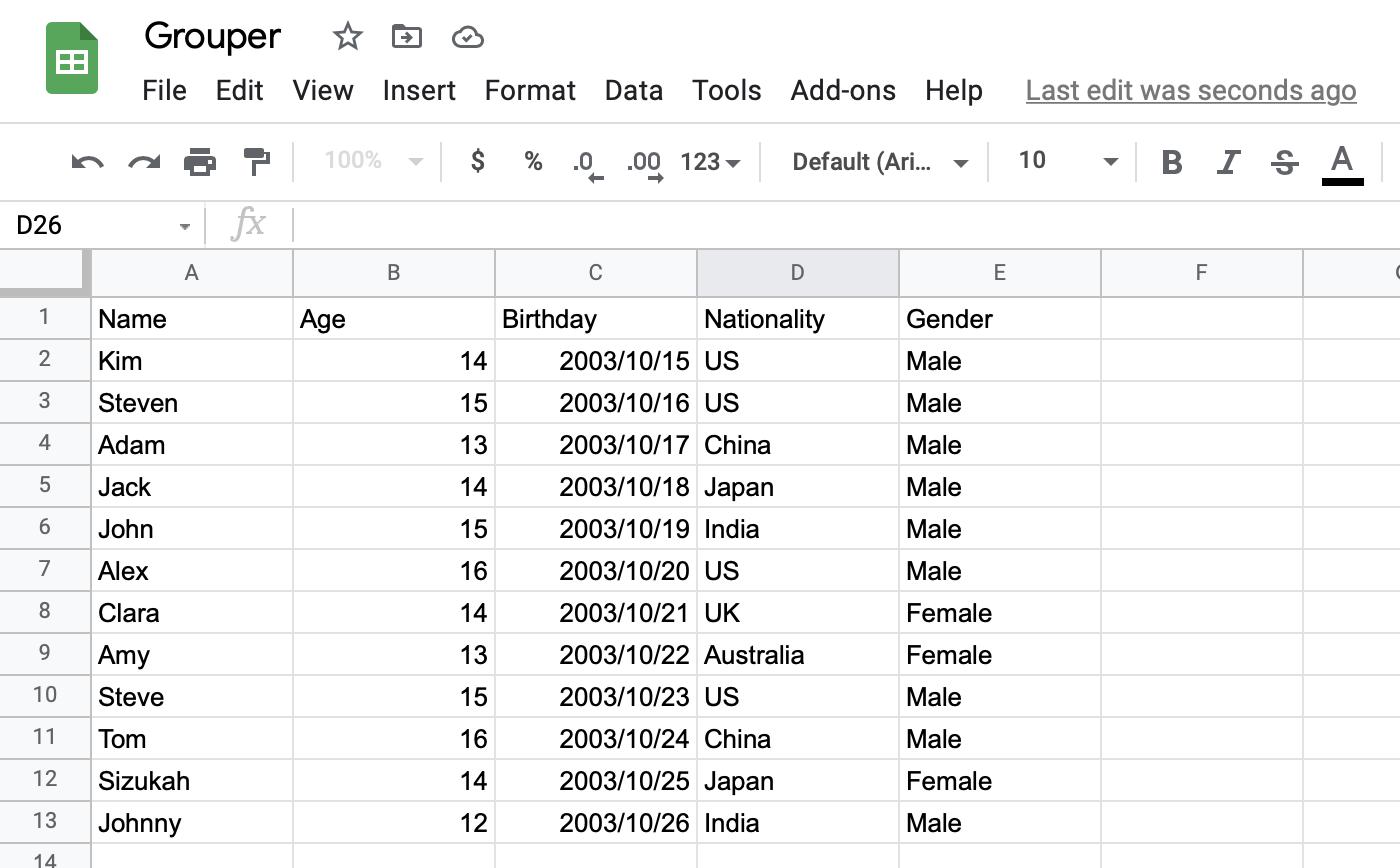 Grouper
File Edit View Insert Format Data Tools Add-ons Help Last edit was seconds ago
100% $ % .0 .00 123 Default (Ari... 10 B I S A
D26 fx
A B C D E F
1 Name Age Birthday Nationality Gender
2 Kim 14 2003/10/15 US Male
3 Steven 15 2003/10/16 US Male
4 Adam 13 2003/10/17 China Male
5 Jack 14 2003/10/18 Japan Male
6 John 15 2003/10/19 India Male
7 Alex 16 2003/10/20 US Male
8 Clara 14 2003/10/21 UK Female
9 Amy 13 2003/10/22 Australia Female
10 Steve 15 2003/10/23 US Male
11 Tom 16 2003/10/24 China Male
12 Sizukah 14 2003/10/25 Japan Female
13 Johnny 12 2003/10/26 India Male
14